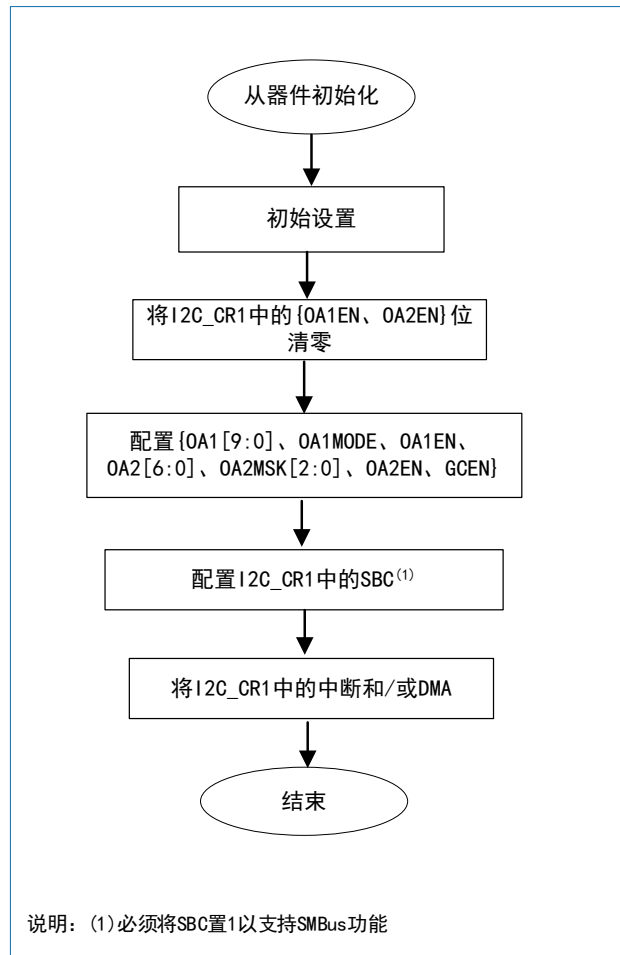 从器件初始化
初始设置
将I2C_CR1中的{OA1EN、OA2EN}位
清零
配置{OA1[9:0]、OA1MODE、OA1EN、
OA2[6:0]、OA2MSK[2:0]、OA2EN、GCEN}
配置I2C_CR1中的SBC(1)
将I2C_CR1中的中断和/或DMA
结束
说明：(1)必须将SBC置1以支持SMBus功能